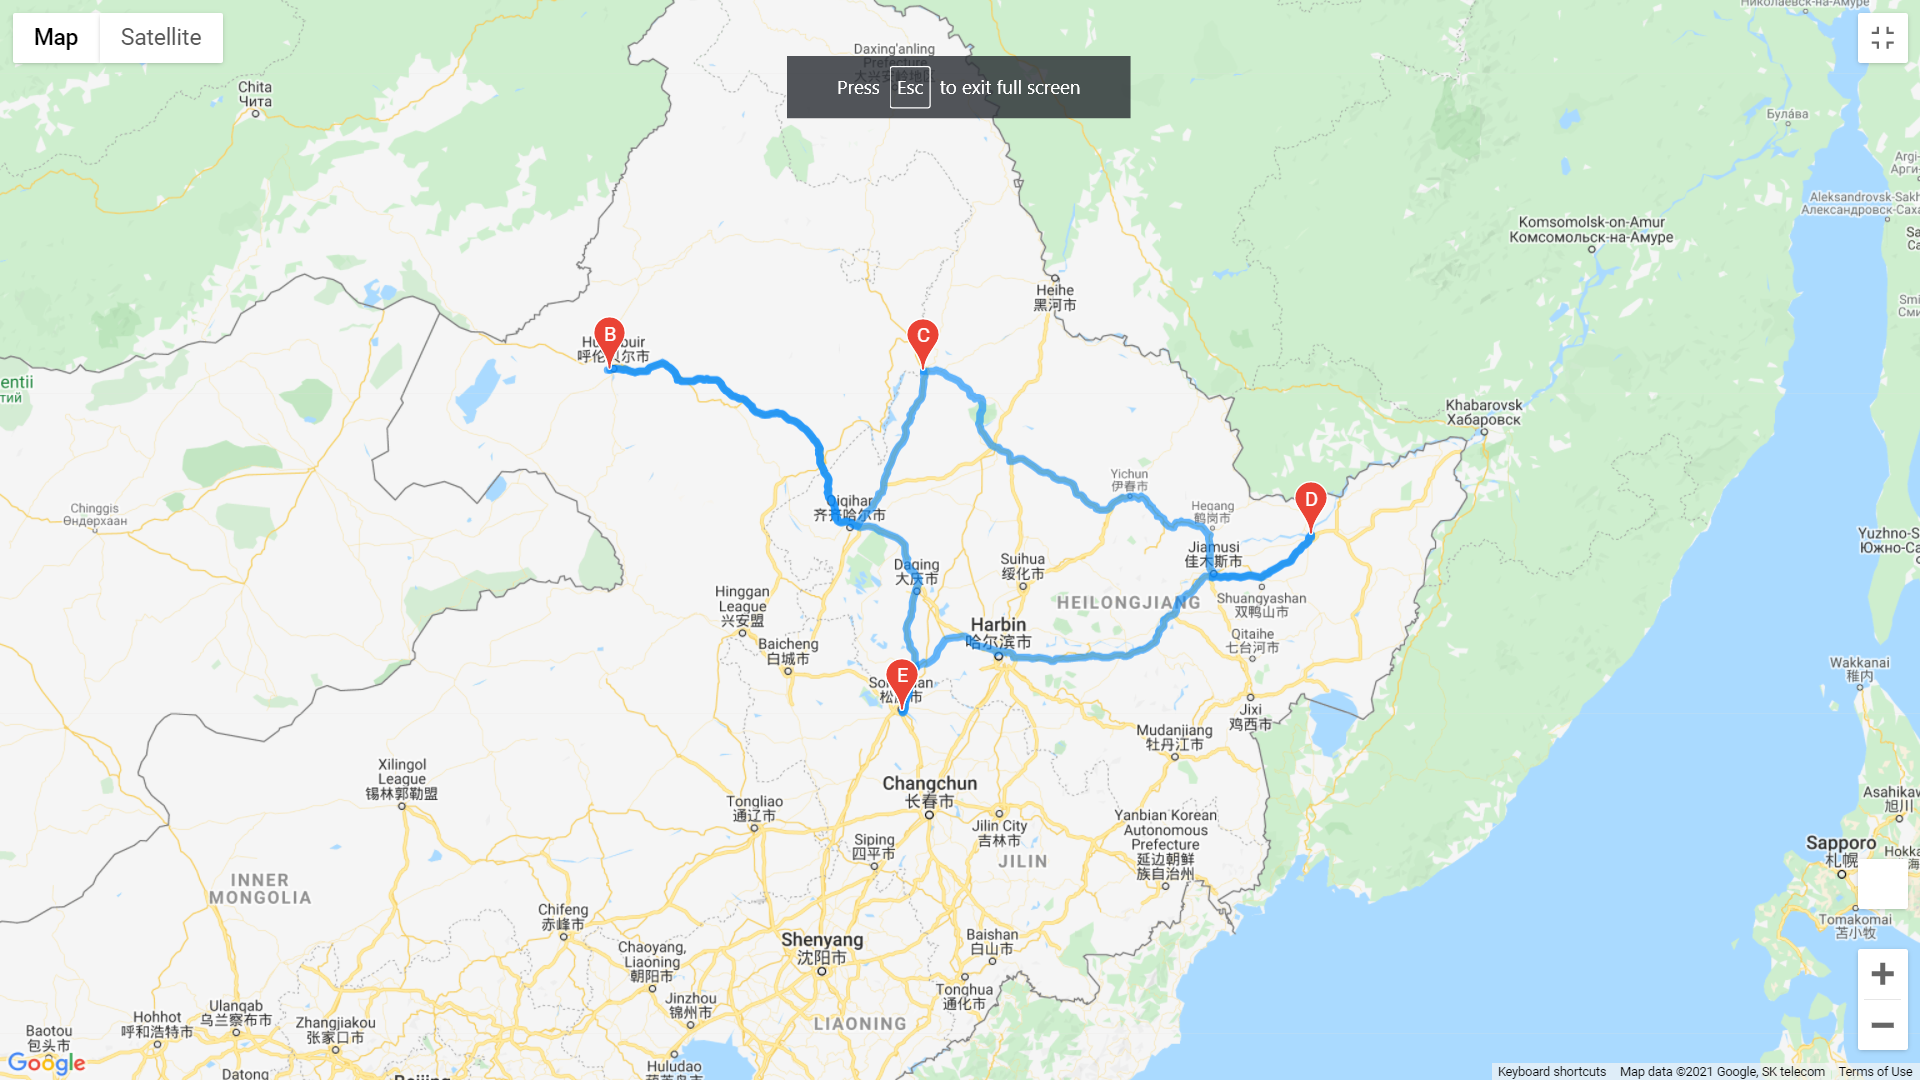 Map
Satellite
Press Esc to exit full screen
Daxing'anling
Prefecture
Николаевск-на-Амуре
Chita
Чита
Була́ва
Aleksandrovsk-Sakh
Александровск-Саха
Komsomolsk-on-Amur
Комсомольск-на-Амуре
Heihe
黑河市
B
C
呼伦贝尔市
entii
тий
Khabarovsk
Хабаровск
Yichun
伊春市
Chinggis
Өндөрхаан
Qiqihar
齐齐哈尔市
Hegang
鹤岗市
D
Jiamusi
佳木斯市
Yuzhno-S
Южно-Са
Daqing
大庆市
Suihua
绥化市
Hinggan
League
兴安盟
HEILONGJIANG
Shuangyashan
双鸭山市
Harbin
哈尔滨市
Qitaihe
七台河市
Baicheng
白城市
E
Wakkanai
稚内
Jixi
鸡西市
Mudanjiang
牡丹江市
Xilingol
League
锡林郭勒盟
Changchun
长春市
Tongliao
通辽市
Asahikaw
旭川
Jilin City
吉林市
Siping
四平市
Yanbian Korean
Autonomous
Prefecture
延边朝鲜
族自治州
JILIN
Sapporo
札幌
Hokka
INNER
MONGOLIA
Chifeng
赤峰市
Tomakomai
苫小牧
Shenyang
沈阳市
Baishan
白山市
Chaoyang,
Liaoning
朝阳市
Tonghua
通化市
Jinzhou
锦州市
Ulanqab
乌兰察布市
Hohhot
呼和浩特市
Zhangjiakou
张家口市
LIAONING
Baotou
包头市
Google
Datong
Beijing
Huludao
Keyboard shortcuts
Map data ©2021 Google, SK telecom
Terms of Use